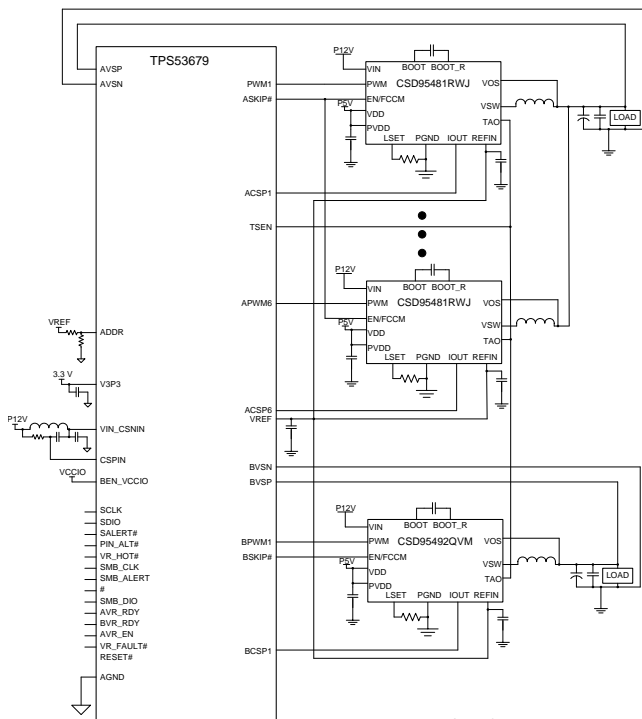 TPS53679
AVSP
AVSN
PWM1
ASKIP#
ACSP1
TSEN
APWM6
ACSP6
VREF
BVSN
BVSP
BPWM1
BSKIP#
BCSP1
VREF
ADDR
3.3 V
V3P3
P12V
VIN_CSNIN
CSPIN
VCCIO
BEN_VCCIO
SCLK
SDIO
SALERT#
PIN_ALT#
VR_HOT#
SMB_CLK
SMB_ALERT
#
SMB_DIO
AVR_RDY
BVR_RDY
AVR_EN
VR_FAULT#
RESET#
AGND
P12V
BOOT BOOT_R
VIN
CSD95481RWJ
VOS
PWM
VSW
EN/FCCM
P5V
VDD
TAO
PVDD
LSET PGND IOUT REFIN
LOAD
P12V
BOOT BOOT_R
VIN
CSD95481RWJ
VOS
PWM
VSW
EN/FCCM
P5V
VDD
TAO
PVDD
LSET PGND IOUT REFIN
P12V
BOOT BOOT_R
VIN
CSD95492QVM
VOS
PWM
VSW
EN/FCCM
P5V
VDD
TAO
PVDD
LSET PGND IOUT REFIN
LOAD